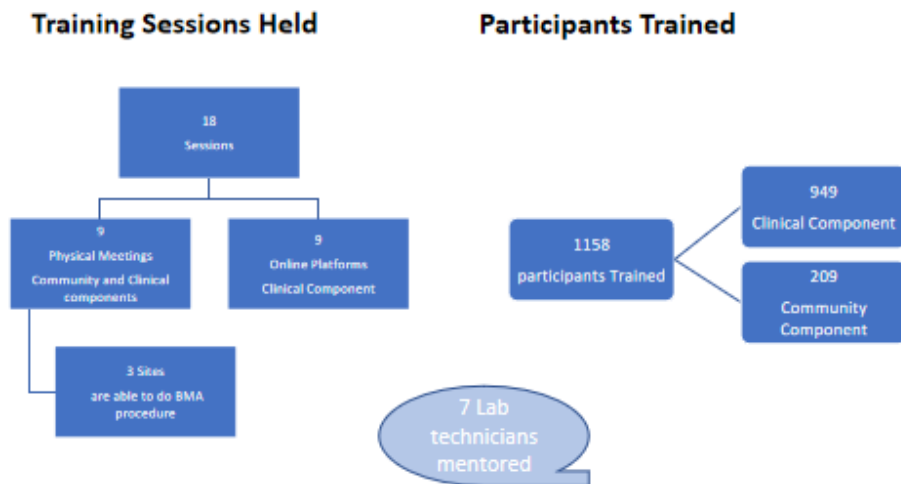 Training Sessions Held
Participants Trained
18
Sessions
9
Physical Meetings
Community and Clinical
components
9
Online Platforms
Clinical Component
3 Sites
are able to do BMA
procedure
1158
participants Trained
949
Clinical Component
209
Community
Component
7 Lab
technicians
mentored